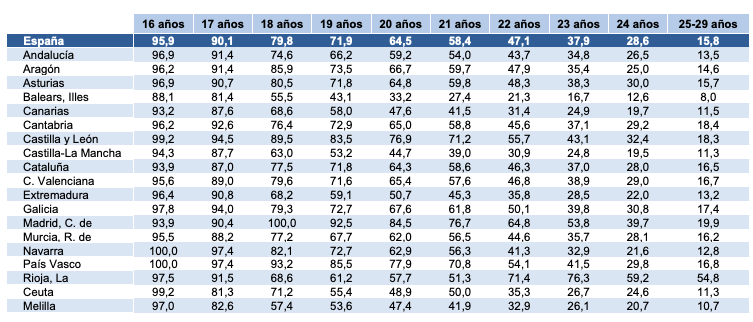 16 años 17 años 18 años 19 años 20 años 21 años 22 años 23 años 24 años 25-29 años
España 95,9 90,1 79,8 71,9 64,5 58,4 47,1 37,9 28,6 15,8
Andalucía 96,9 91,4 74,6 66,2 59,2 54,0 43,7 34,8 26,5 13,5
Aragón 96,2 91,4 85,9 73,5 66,7 59,7 47,9 35,4 25,0 14,6
Asturias 96,9 90,7 80,5 71,8 64,8 59,8 48,3 38,3 30,0 15,7
Balears, Illes 88,1 81,4 55,5 43,1 33,2 27,4 21,3 16,7 12,6 8,0
Canarias 93,2 87,6 68,6 58,0 47,6 41,5 31,4 24,9 19,7 11,5
Cantabria 96,2 92,6 76,4 72,9 65,0 58,8 45,6 37,1 29,2 18,4
Castilla y León 99,2 94,5 89,5 83,5 76,9 71,2 55,7 43,1 32,4 18,3
Castilla-La Mancha 94,3 87,7 63,0 53,2 44,7 39,0 30,9 24,8 19,5 11,3
Cataluña 93,9 87,0 77,5 71,8 64,3 58,6 46,3 37,0 28,0 16,5
C. Valenciana 95,6 89,0 79,6 71,6 65,4 57,6 46,8 38,9 29,0 16,7
Extremadura 96,4 90,8 68,2 59,1 50,7 45,3 35,8 28,5 22,0 13,2
Galicia 97,8 94,0 79,3 72,7 67,6 61,8 50,1 39,8 30,8 17,4
Madrid, C. de 93,9 90,4 100,0 92,5 84,5 76,7 64,8 53,8 39,7 19,9
Murcia, R. de 95,5 88,2 77,2 67,7 62,0 56,5 44,6 35,7 28,1 16,2
Navarra 100,0 97,4 82,1 72,7 62,9 56,3 41,3 32,9 21,6 12,8
País Vasco 100,0 97,4 93,2 85,5 77,9 70,8 54,1 41,5 29,8 16,8
Rioja, La 97,5 91,5 68,6 61,2 57,7 51,3 71,4 76,3 59,2 54,8
Ceuta 99,2 81,3 71,2 55,4 48,9 50,0 35,3 26,7 24,6 11,3
Melilla 97,0 82,6 57,4 53,6 47,4 41,9 32,9 26,1 20,7 10,7